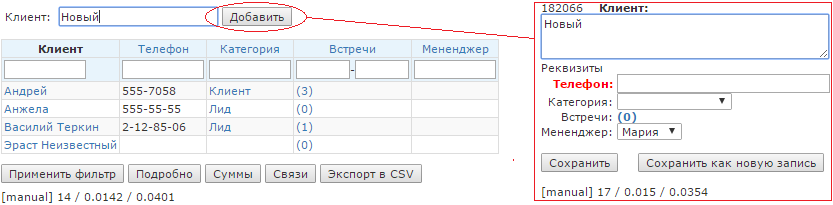 Клиент: Новый Добавить
Клиент Телефон Категория Встречи Мененджер
-
Андрей 555-7058 Клиент (3)
Анжела 555-55-55 Лид (0)
Василий Теркин 2-12-85-06 Лид (1)
Эраст Неизвестный (0)
Применить фильтр Подробно Суммы Связи Экспорт в CSV
[manual] 14 / 0.0142 / 0.0401
182066 Клиент:
Новый
Реквизиты
Телефон:
Категория:
Встречи: (0)
Мененджер: Мария
Сохранить Сохранить как новую запись
[manual] 17 / 0.015 / 0.0354